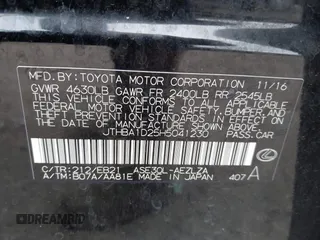 MFD.BY:TOYOTA MOTOR CORPORATION 11/16
GVWR 4630LB GAWR FR 2400LB RR 2545LB
THIS VEHICLE CONFORMS TO ALL APPLICABLE
FEDERAL MOTOR VEHICLE SAFETY, BUMPER, AND
THEFT PREVENTION STANDARDS IN EFFECT ON
THE DATE OF MANUFACTURE SHOWN ABOVE.
JTHBA1D25H5041230 PASS.CAR
C/TR:212/EB21 ASE30L-AEZLZA
A/TM:B07A/AA81E MADE IN JAPAN 407 A